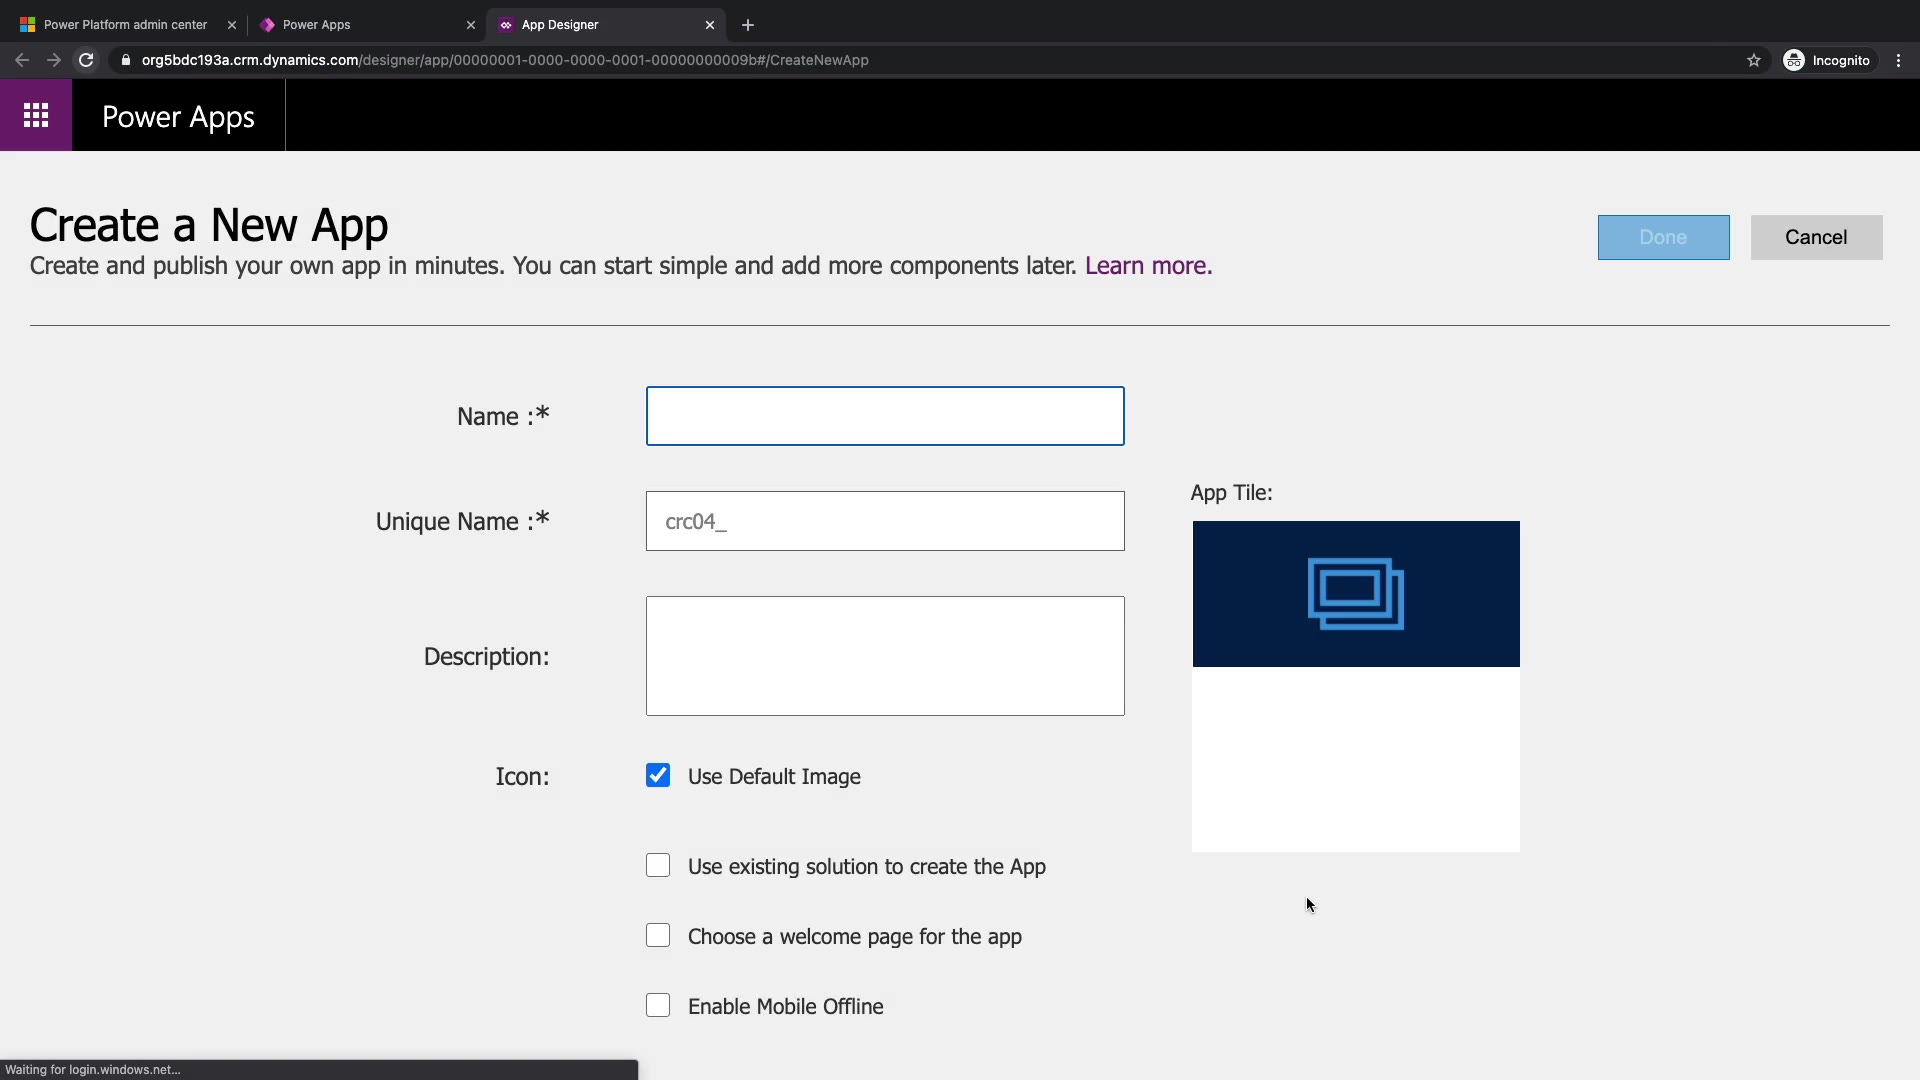 Power Platform admin center
Power Apps
App Designer
org5bdc193a.crm.dynamics.com/designer/app/00000001-0000-0000-0001-00000000009b#/CreateNewApp
Incognito
Power Apps
Create a New App
Create and publish your own app in minutes. You can start simple and add more components later. Learn more.
Done
Cancel
Name :*
Unique Name :*
crc04_
App Tile:
Description:
Icon:
Use Default Image
Use existing solution to create the App
Choose a welcome page for the app
Enable Mobile Offline
Waiting for login.windows.net...